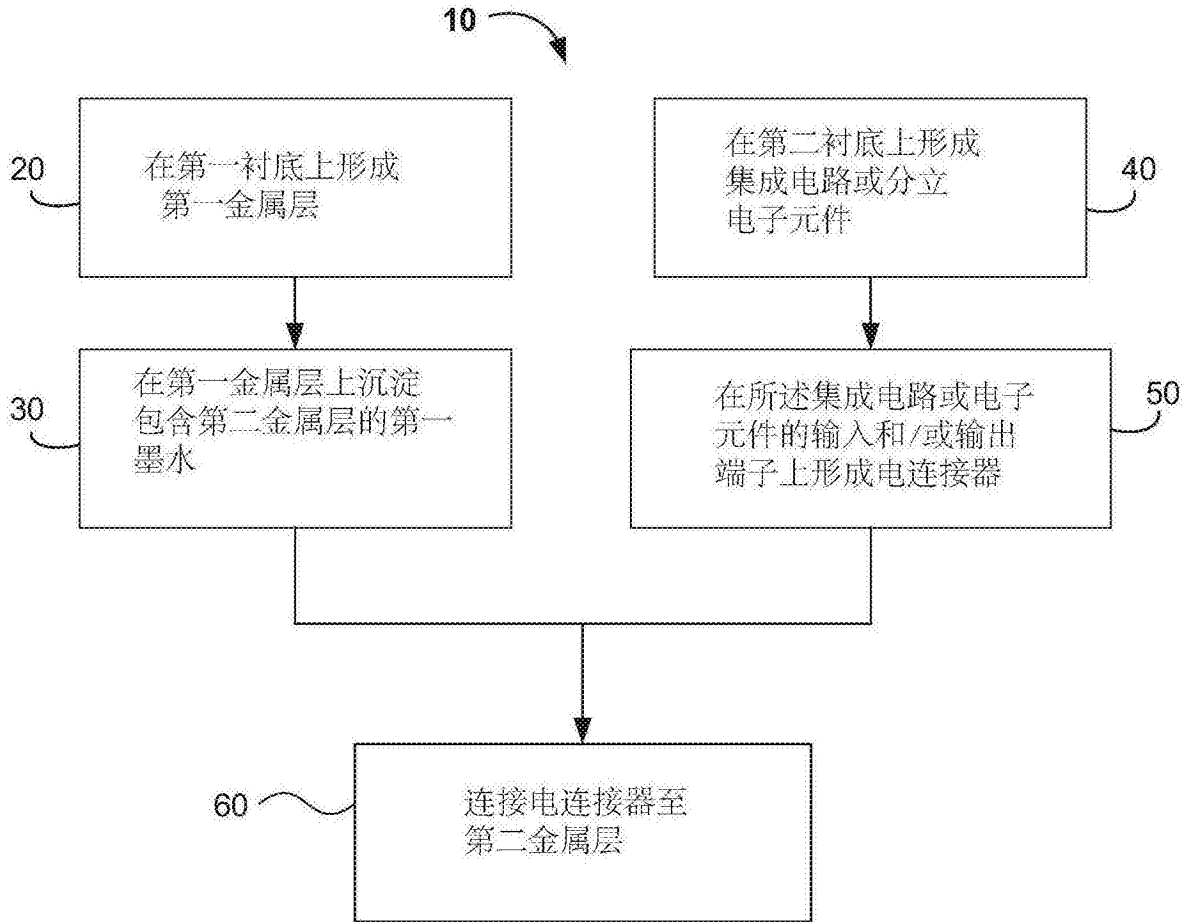 10
20
在第一衬底上形成
第一金属层
在第二衬底上形成
集成电路或分立
电子元件
40
30
在第一金属层上沉淀
包含第二金属层的第一
墨水
在所述集成电路或电子
元件的输入和/或输出
端子上形成电连接器
50
60
连接电连接器至
第二金属层